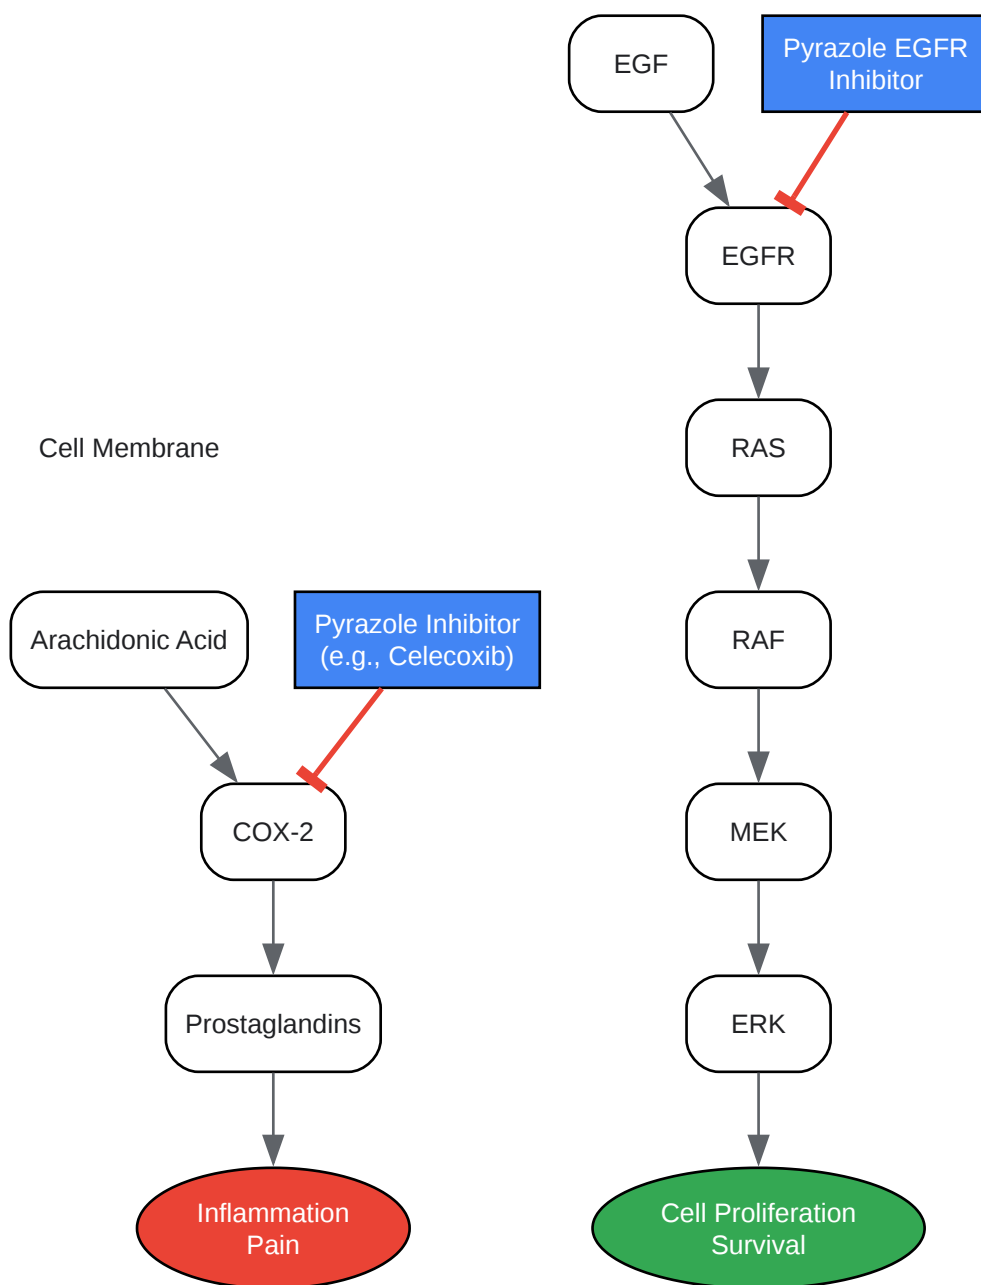 EGF
Pyrazole EGFR
Inhibitor
EGFR
RAS
Cell Membrane
RAF
Arachidonic Acid
Pyrazole Inhibitor
(e.g., Celecoxib)
COX-2
MEK
Prostaglandins
ERK
Inflammation
Pain
Cell Proliferation
Survival